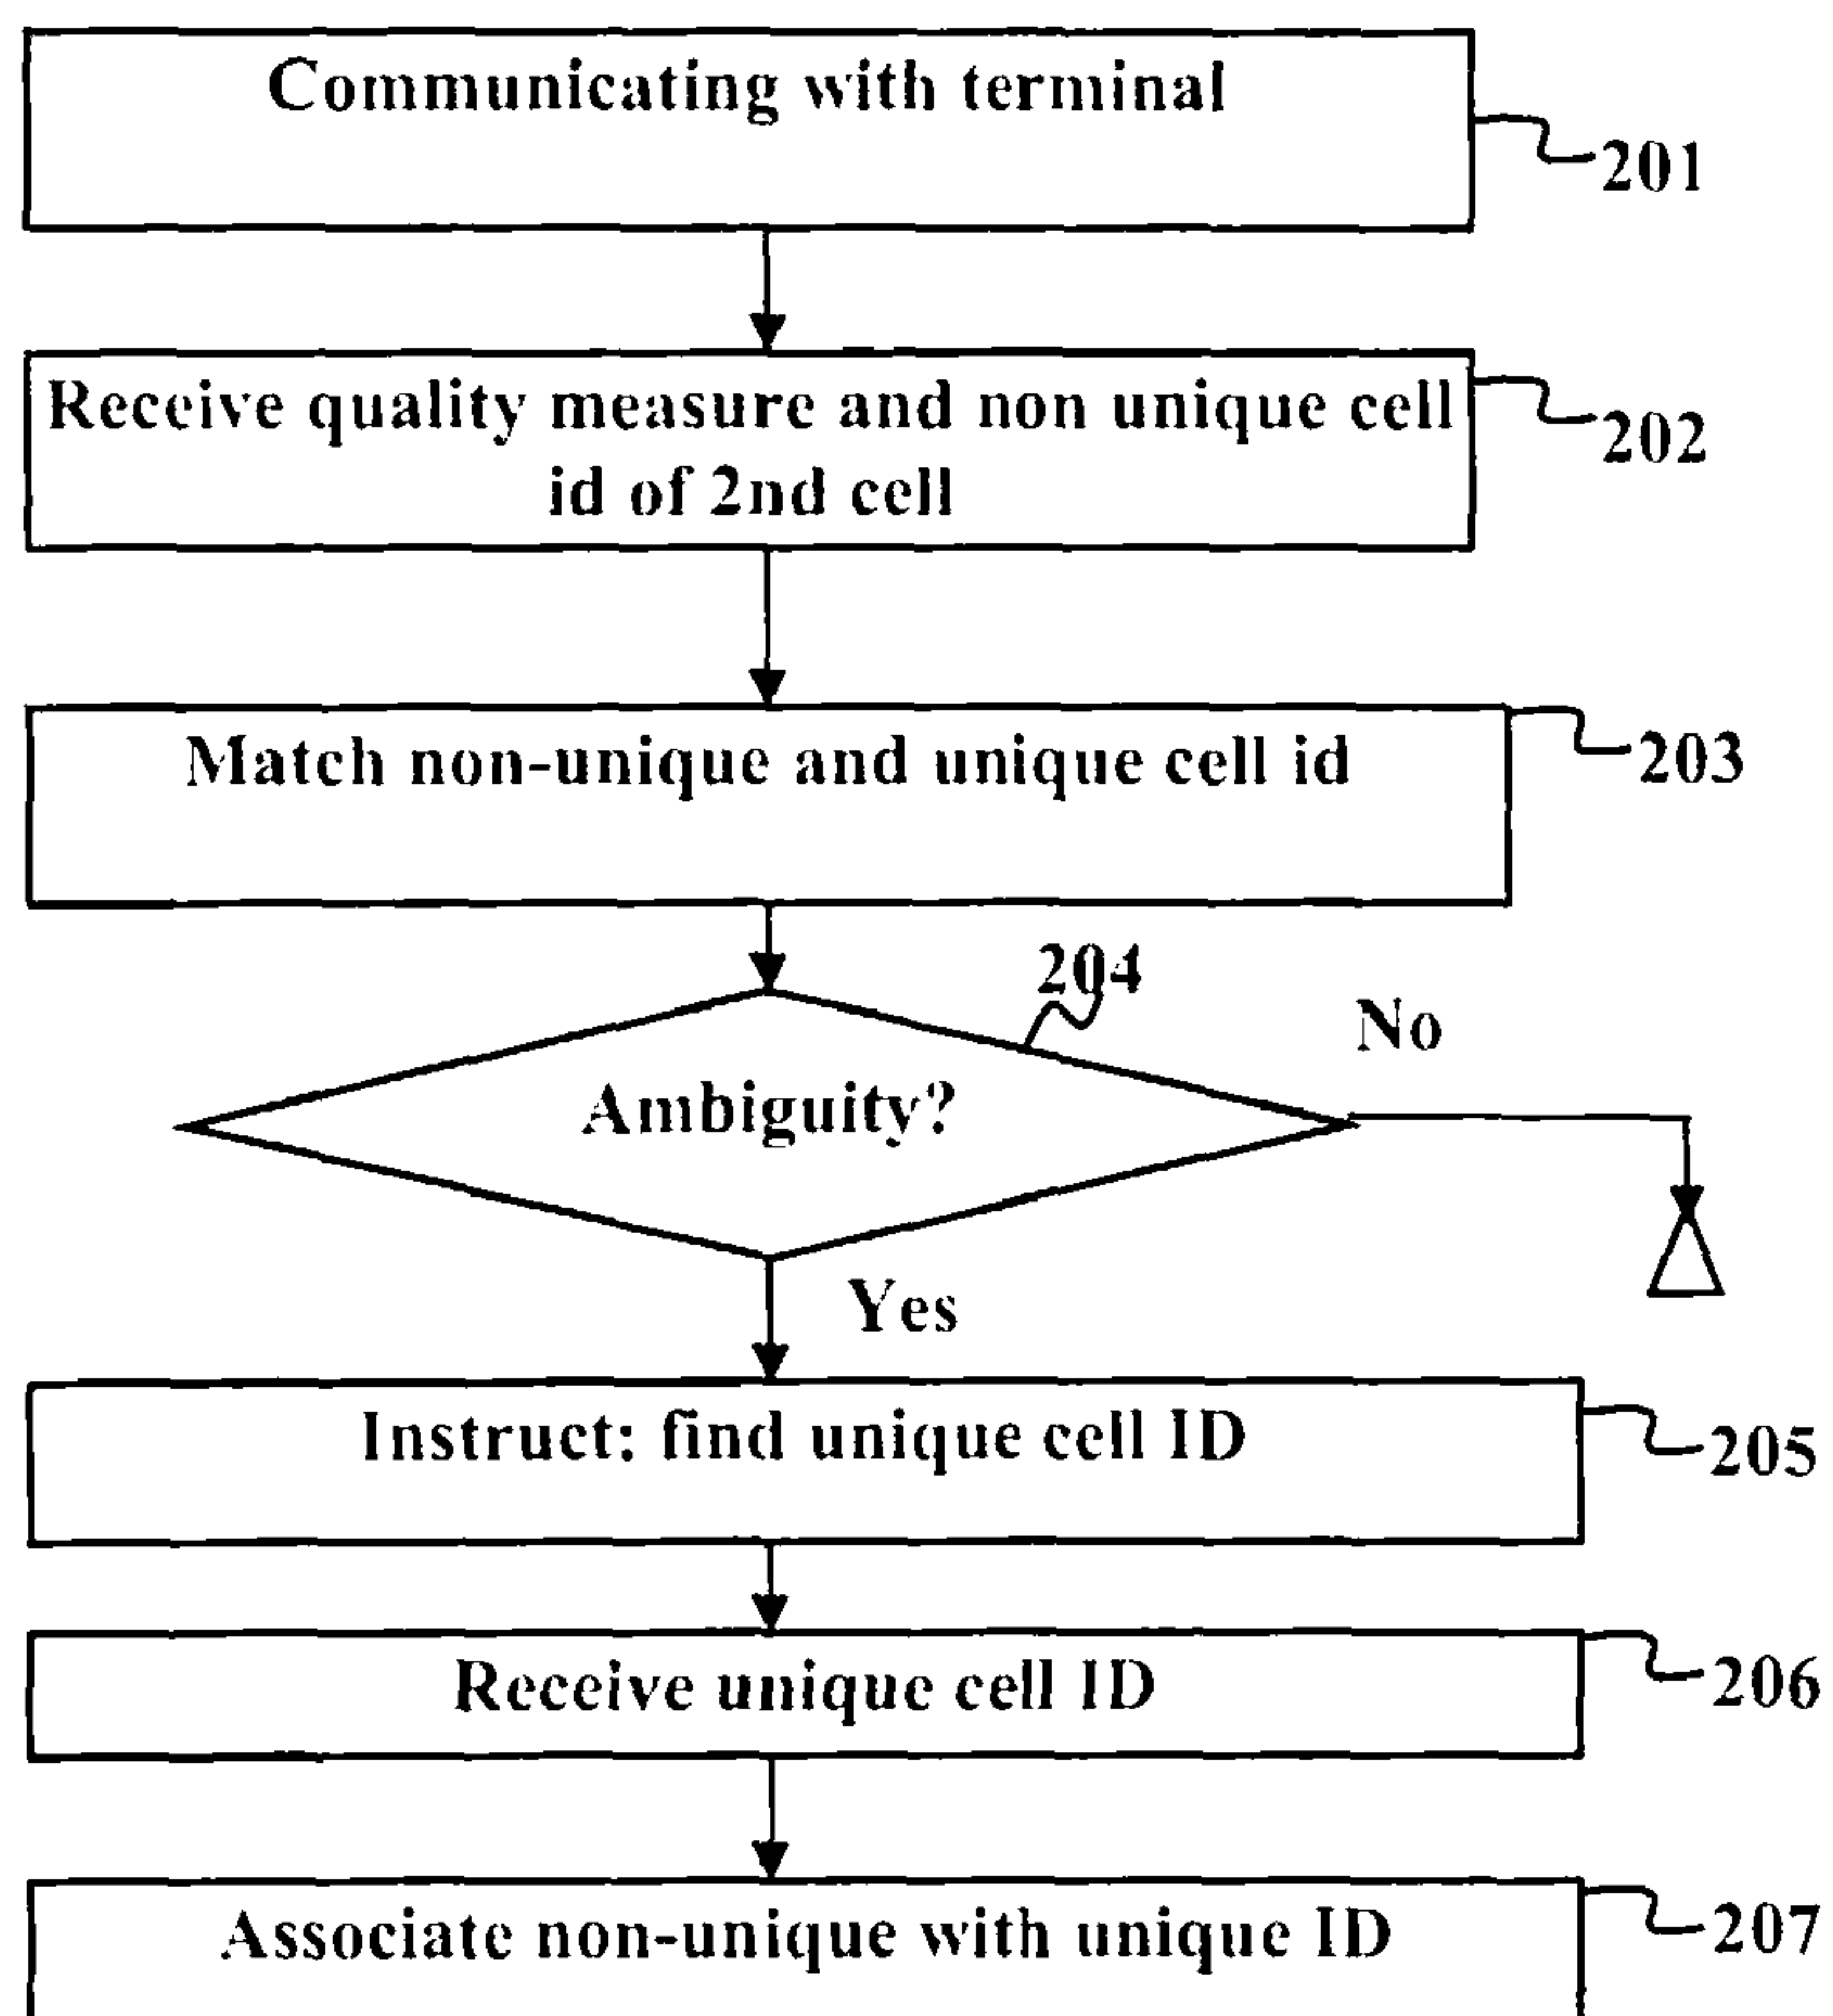 Communicating with terminal
201
Receive quality measure and non unique cell
id of 2nd cell
202
Match non-unique and unique cell id
203
204
No
Ambiguity?
Yes
Instruct: find unique cell ID
205
Receive unique cell ID
206
Associate non-unique with unique ID
207